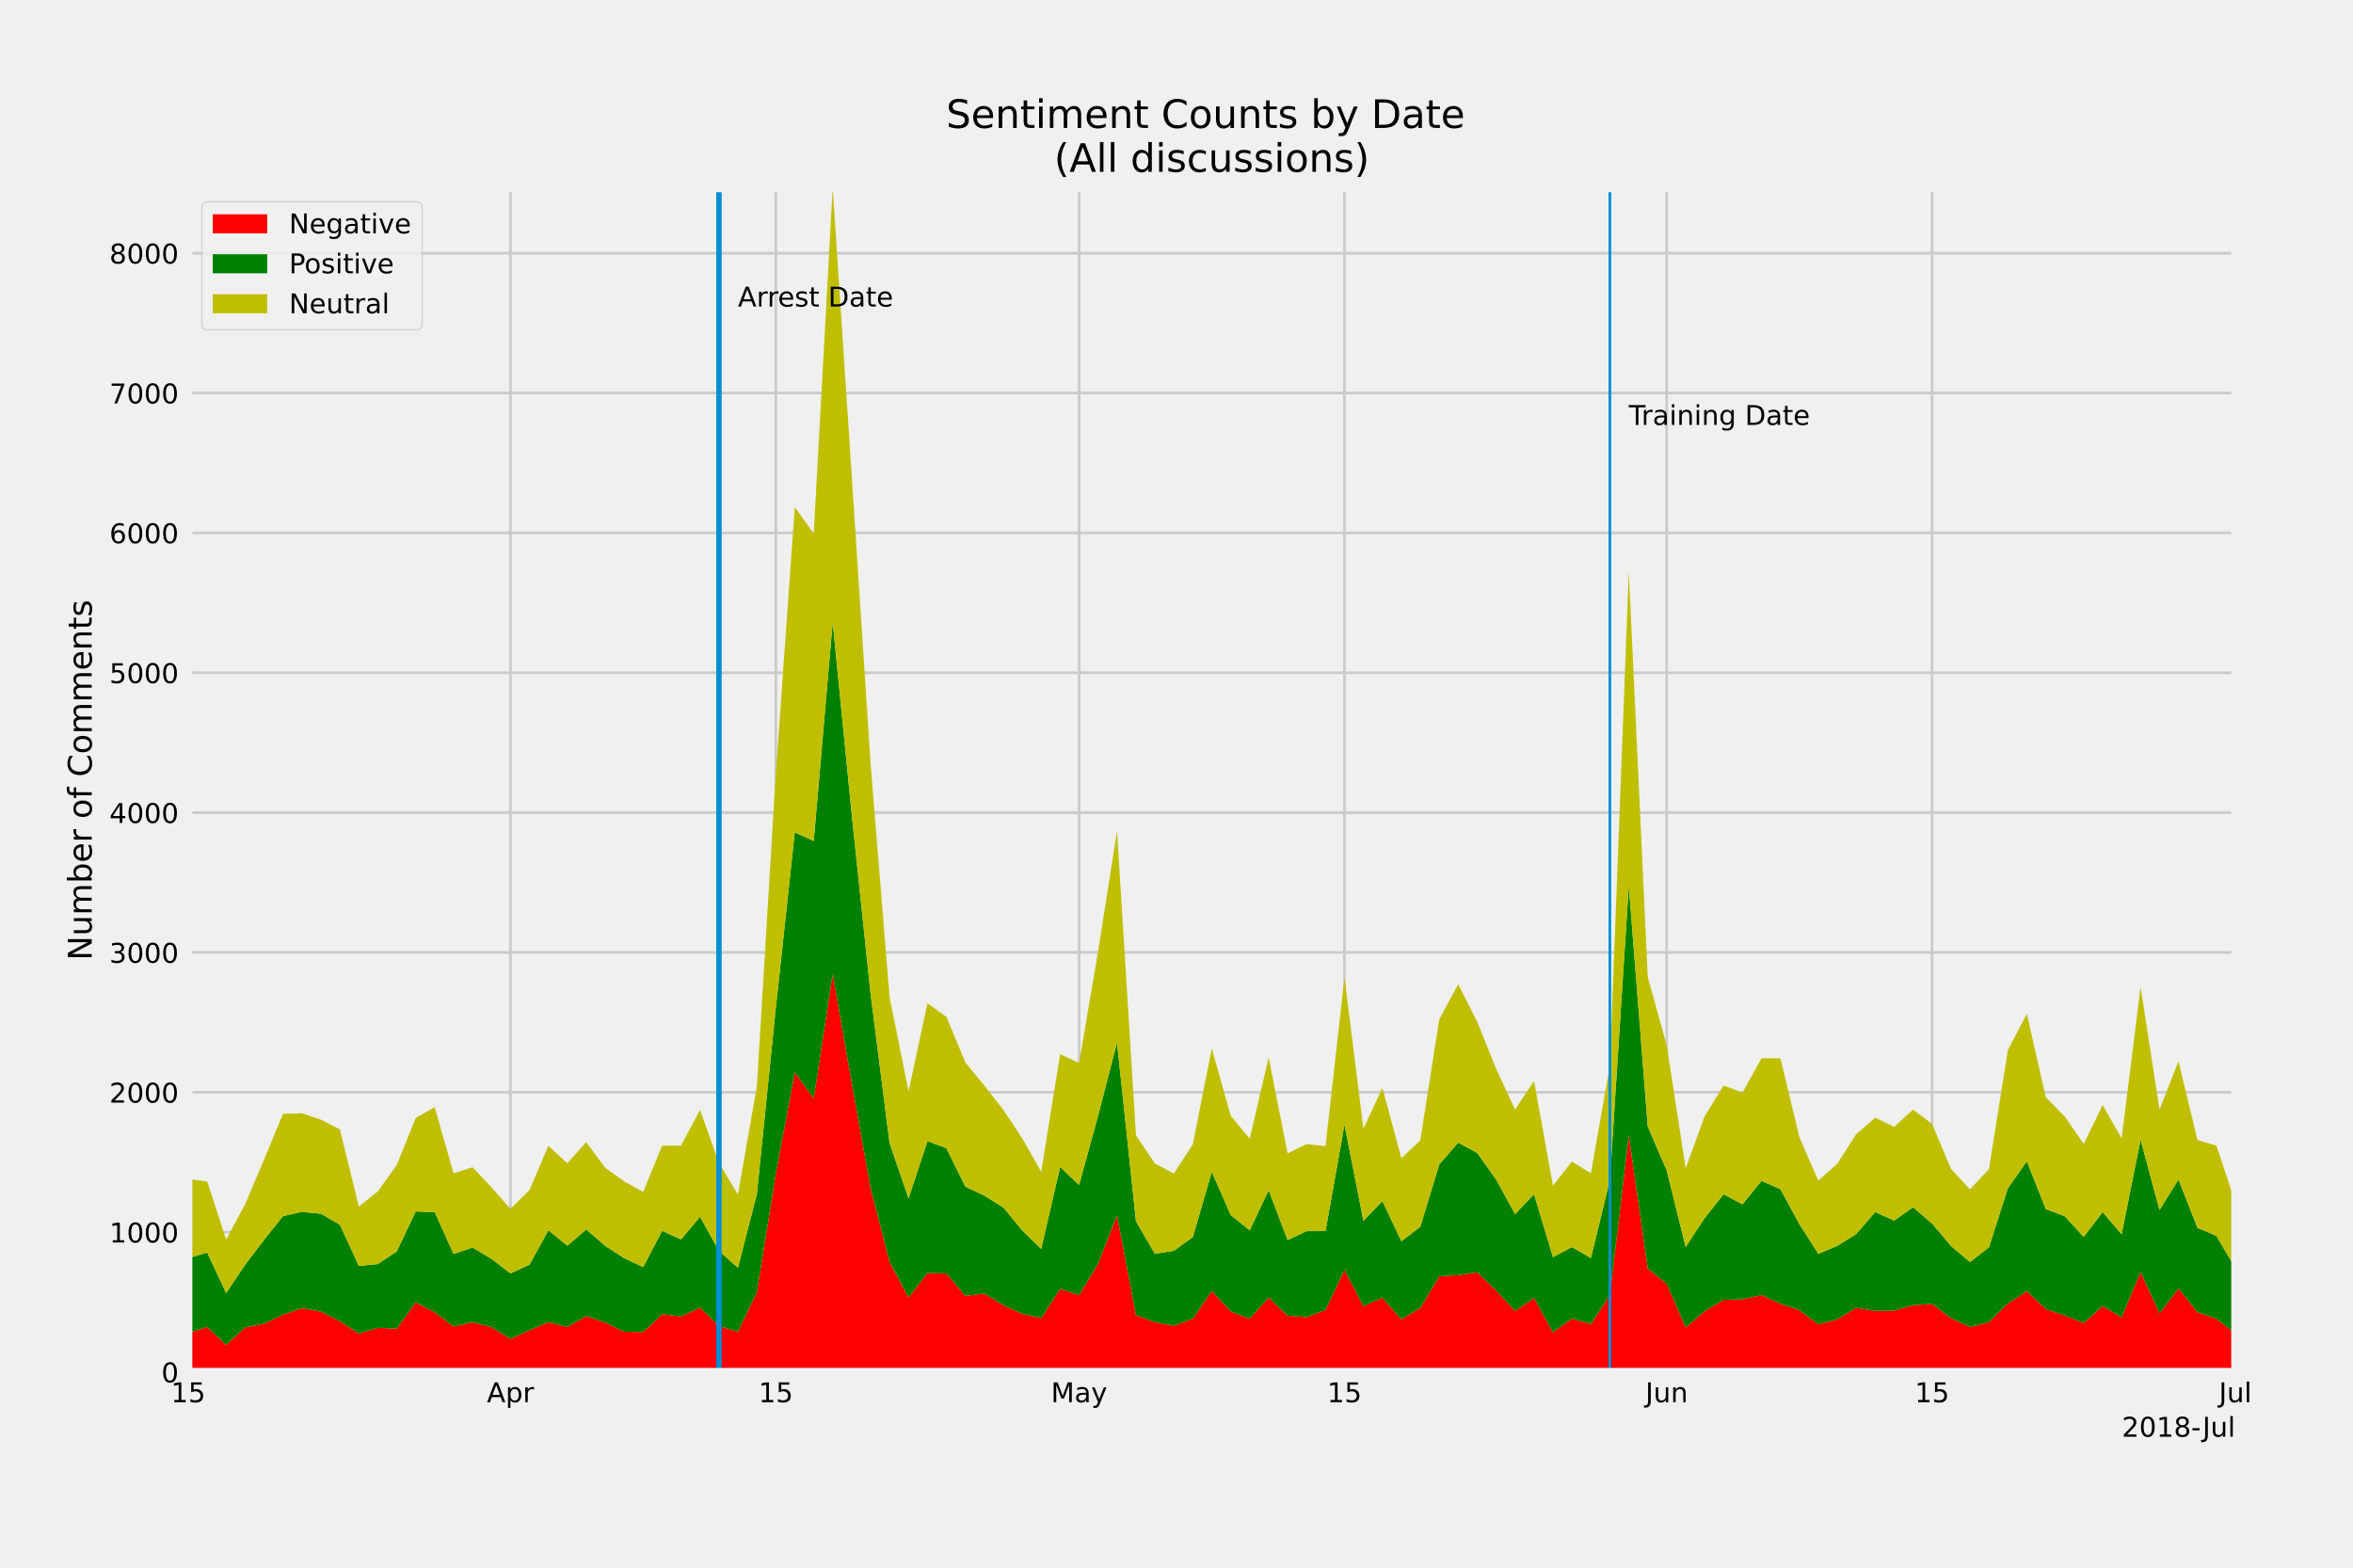 Sentiment Counts by Date
(All discussions)
Negative
Positive
Neutral
Arrest Date
Training Date
Number of Comments
8000
7000
6000
5000
4000
3000
2000
1000
0
15 Apr 15 May 15 Jun 15 Jul
2018-Jul